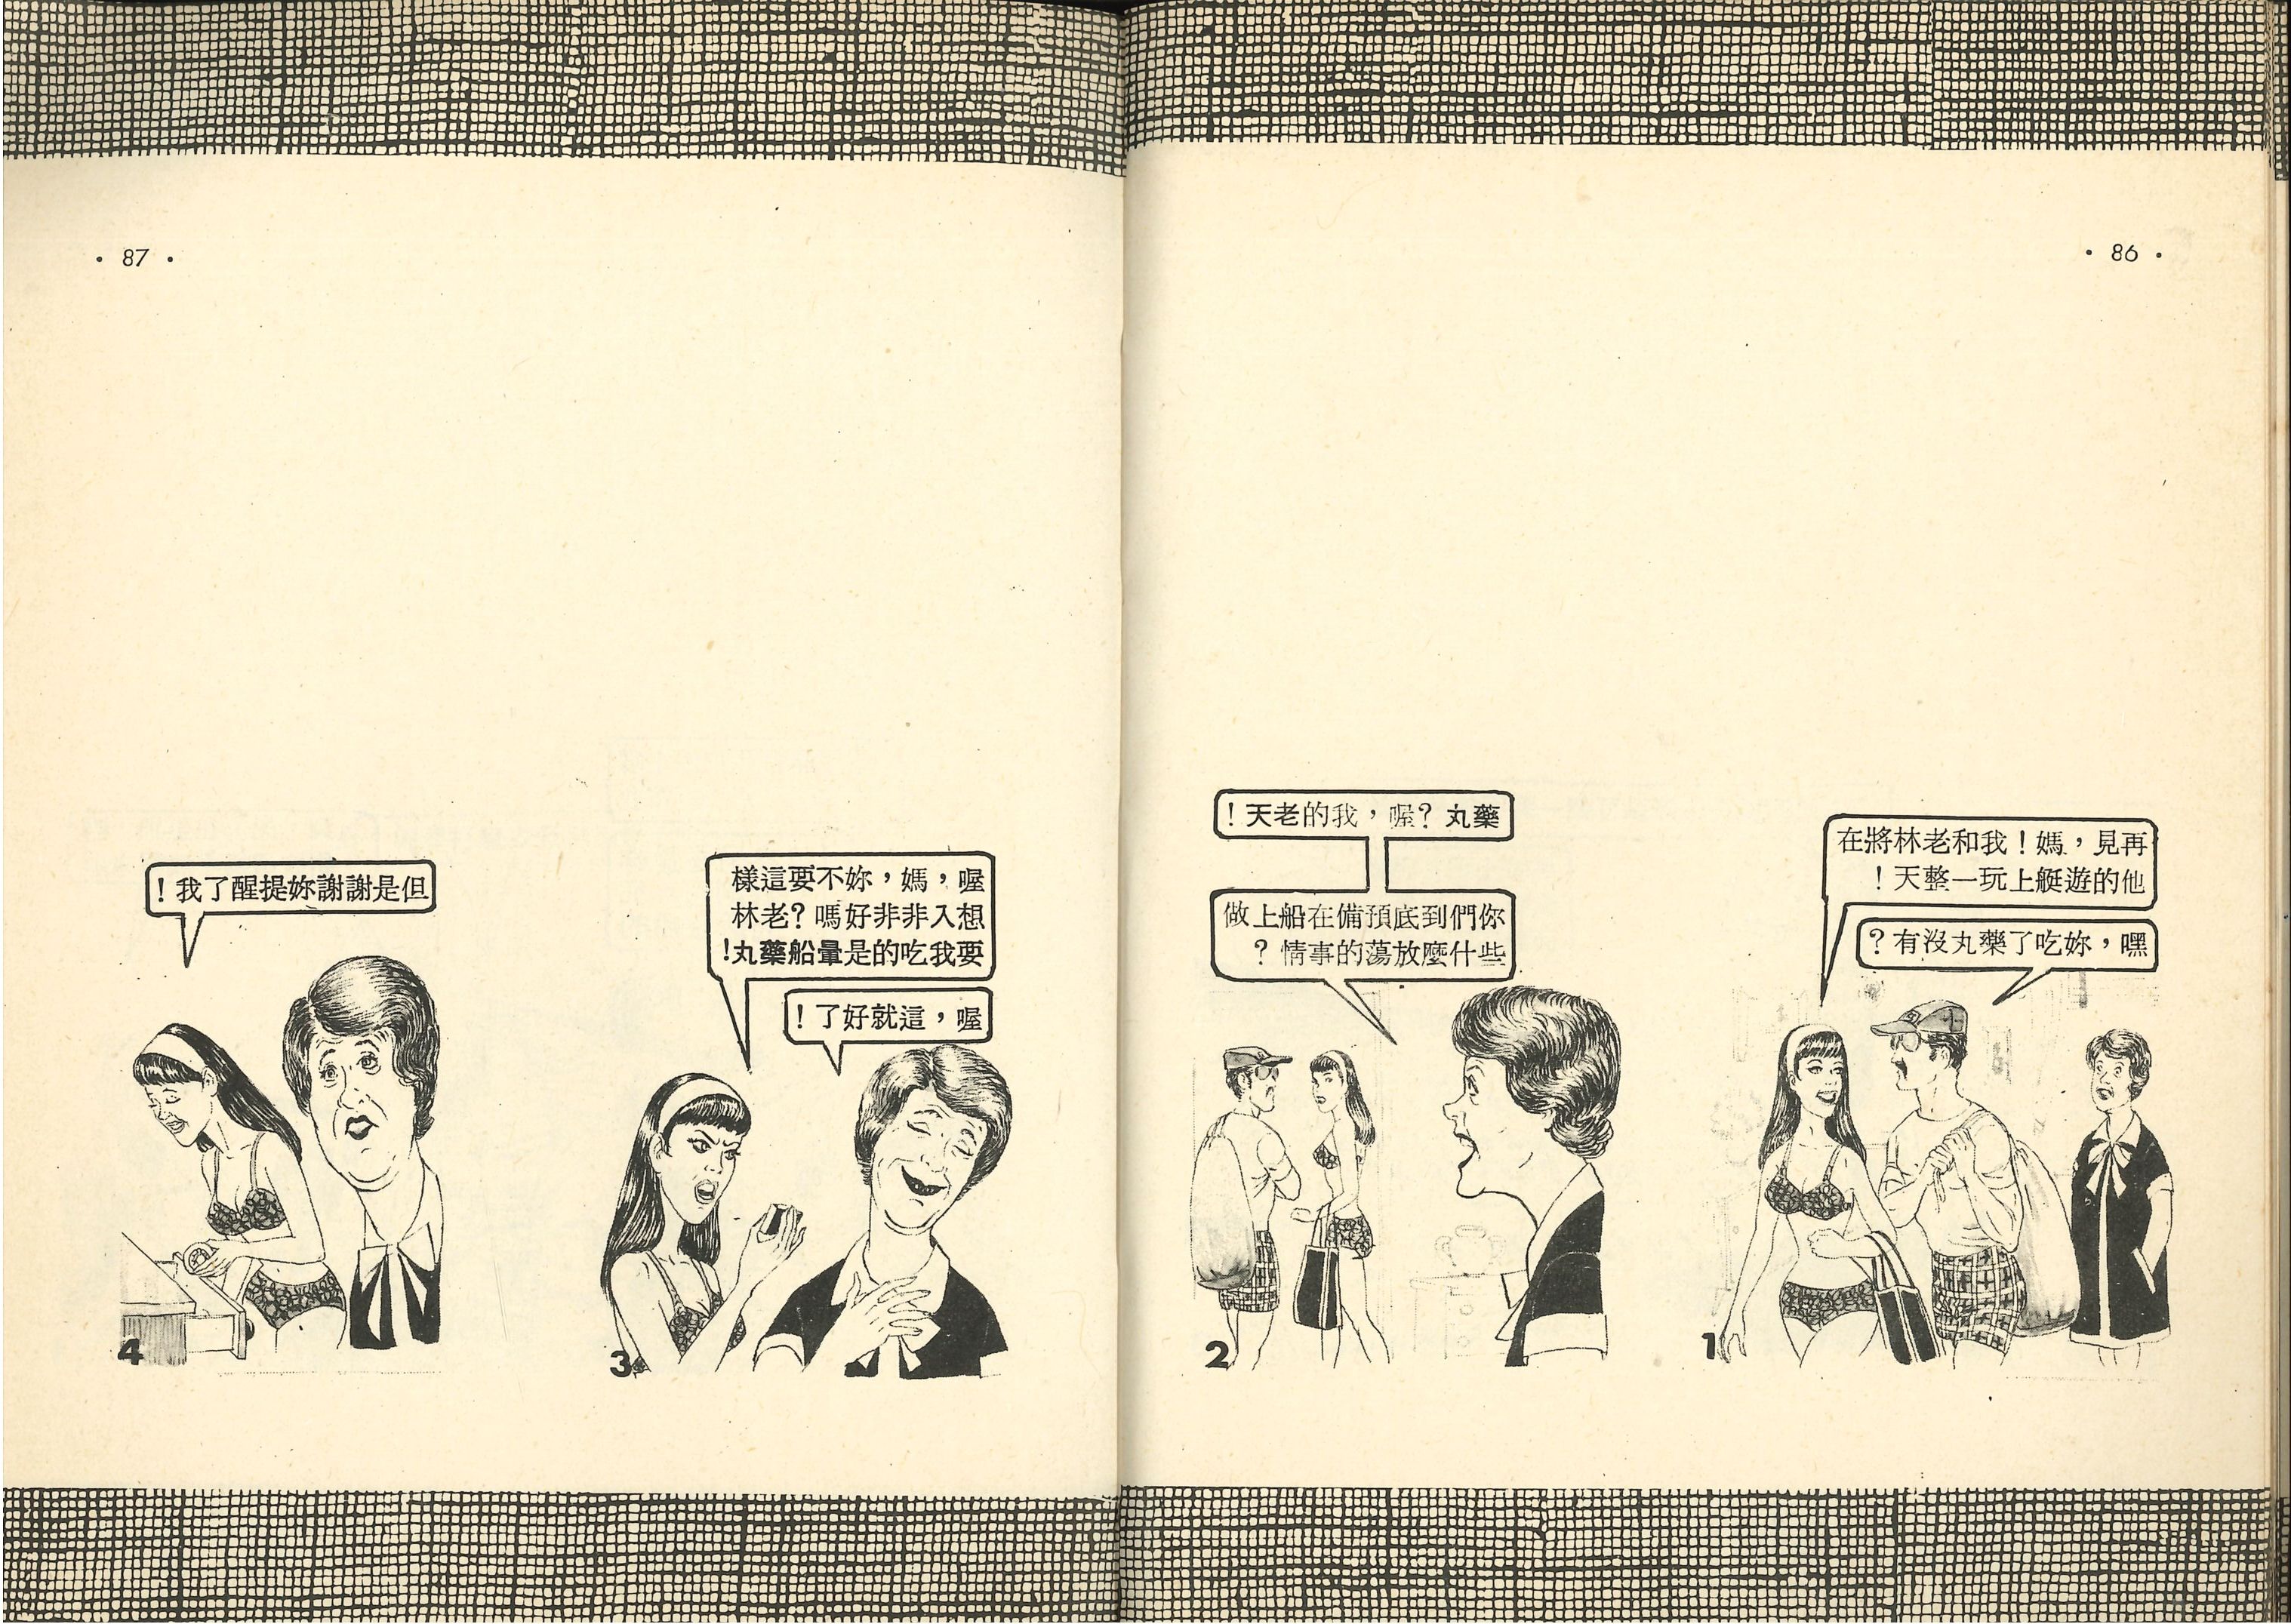 · 86 ·
再見，媽！我和老林將在
他的遊艇上玩一整天！
嘿，妳吃了藥丸沒有？
1
藥丸？喔，我的老天！
你們到底預備在船上做
些什麼放蕩的事情？
2
· 87 ·
喔，媽，妳不要這樣
想入非非好嗎？老林
要我吃的是暈船藥丸！
喔，這就好了！
3
但是謝謝妳提醒了我！
4